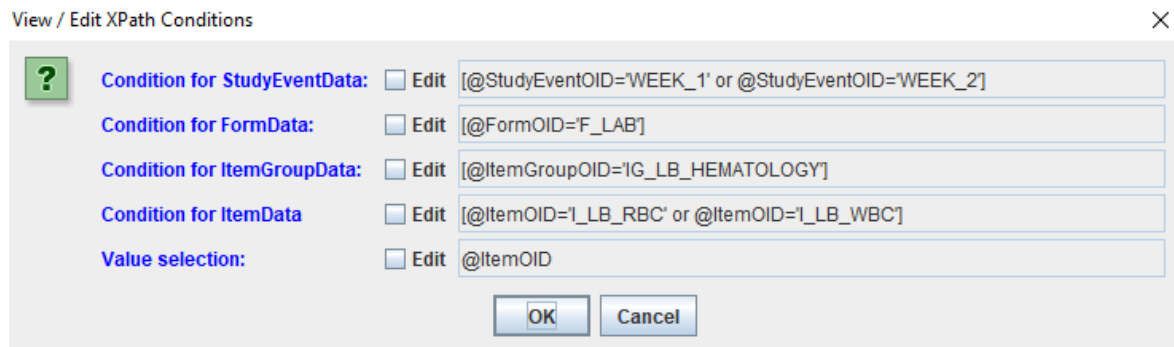 View / Edit XPath Conditions
?
Condition for StudyEventData: Edit [@StudyEventOID='WEEK_1' or @StudyEventOID='WEEK_2']
Condition for FormData: Edit [@FormOID='F_LAB']
Condition for ItemGroupData: Edit [@ItemGroupOID='IG_LB_HEMATOLOGY']
Condition for ItemData Edit [@ItemOID='I_LB_RBC' or @ItemOID='I_LB_WBC']
Value selection: Edit @ItemOID
OK Cancel